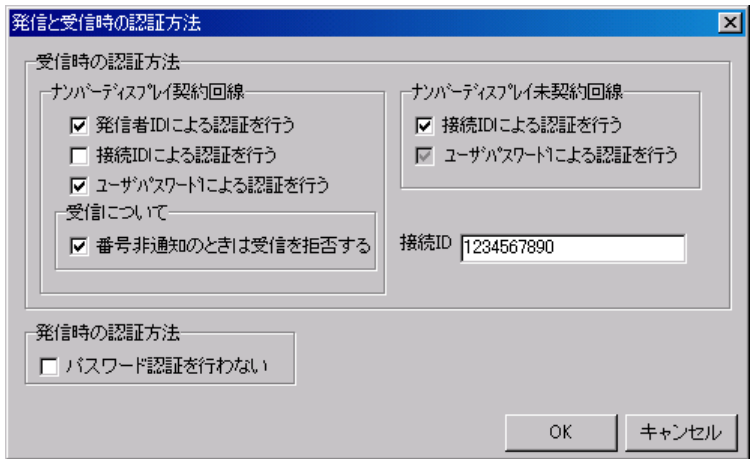 発信と受信時の認証方法
受信時の認証方法
ナンバーディスプレイ契約回線
発信者IDによる認証を行う
接続IDによる認証を行う
ユーザパスワードによる認証を行う
受信について
番号非通知のときは受信を拒否する
ナンバーディスプレイ未契約回線
接続IDによる認証を行う
ユーザパスワードによる認証を行う
接続ID 1234567890
発信時の認証方法
パスワード認証を行わない
OK キャンセル